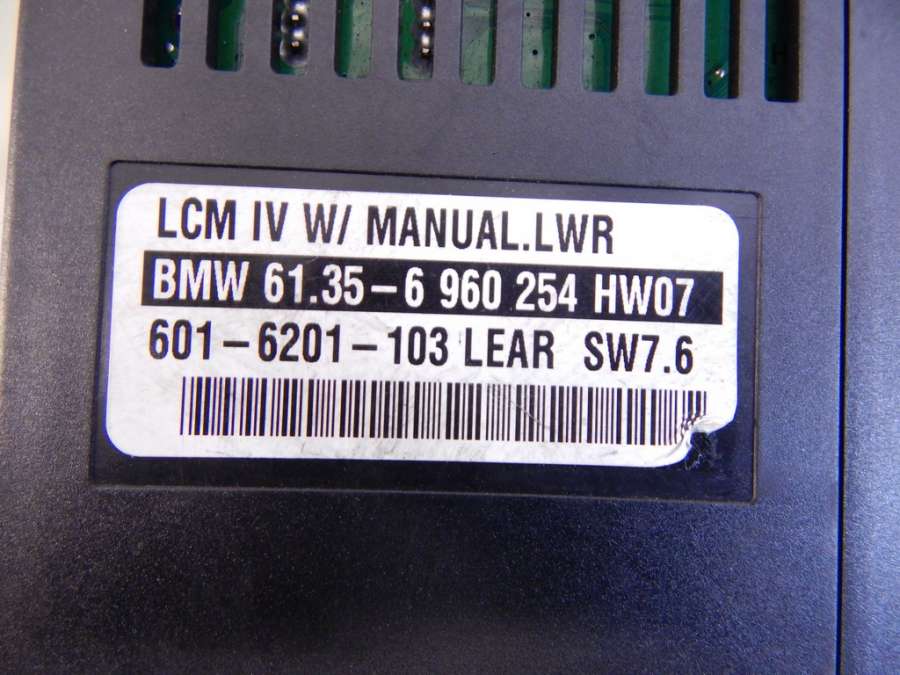 LCM IV W/ MANUAL.LWR
BMW 61.35-6 960 254 HW07
601-6201-103 LEAR SW7.6